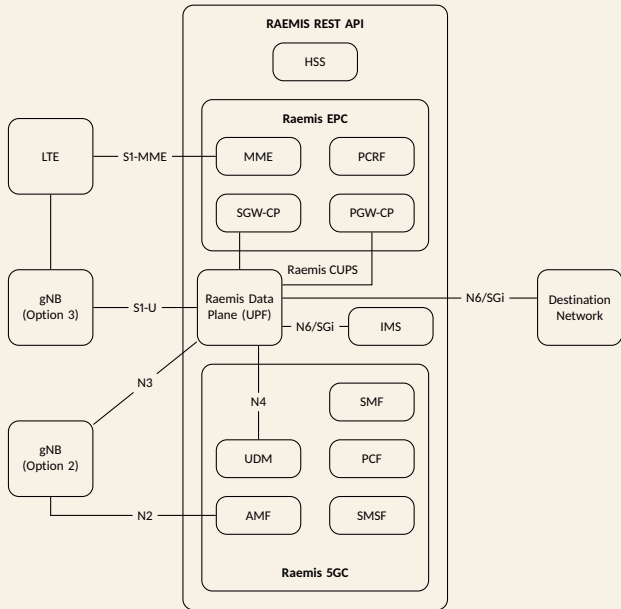 RAEMIS REST API
HSS
Raemis EPC
LTE
S1-MME
MME
PCRF
SGW-CP
PGW-CP
Raemis CUPS
gNB
(Option 3)
S1-U
Raemis Data
Plane (UPF)
N6/SGi
Destination
Network
N6/SGi
IMS
N3
N4
SMF
gNB
(Option 2)
UDM
PCF
N2
AMF
SMSF
Raemis 5GC